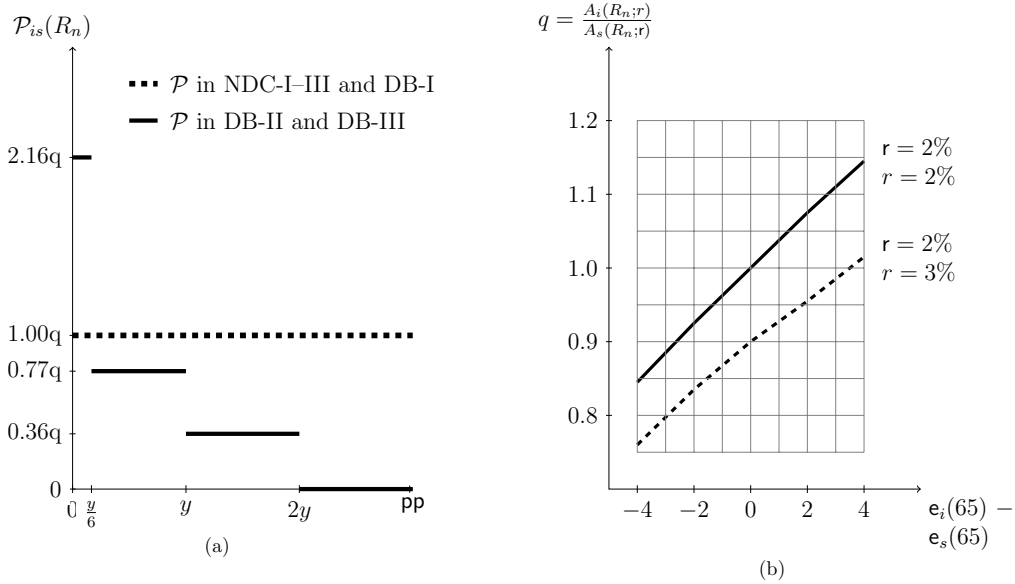 𝒫ᵢₛ(Rₙ)
𝒫 in NDC-I–III and DB-I
𝒫 in DB-II and DB-III
2.16q
1.00q
0.77q
0.36q
0
0 y/6 y 2y pp
(a)
q = Aᵢ(Rₙ;r)/Aₛ(Rₙ;r)
1.2
1.1
1.0
0.9
0.8
r = 2%
r = 2%
r = 2%
r = 3%
−4 −2 0 2 4
eᵢ(65) −
eₛ(65)
(b)